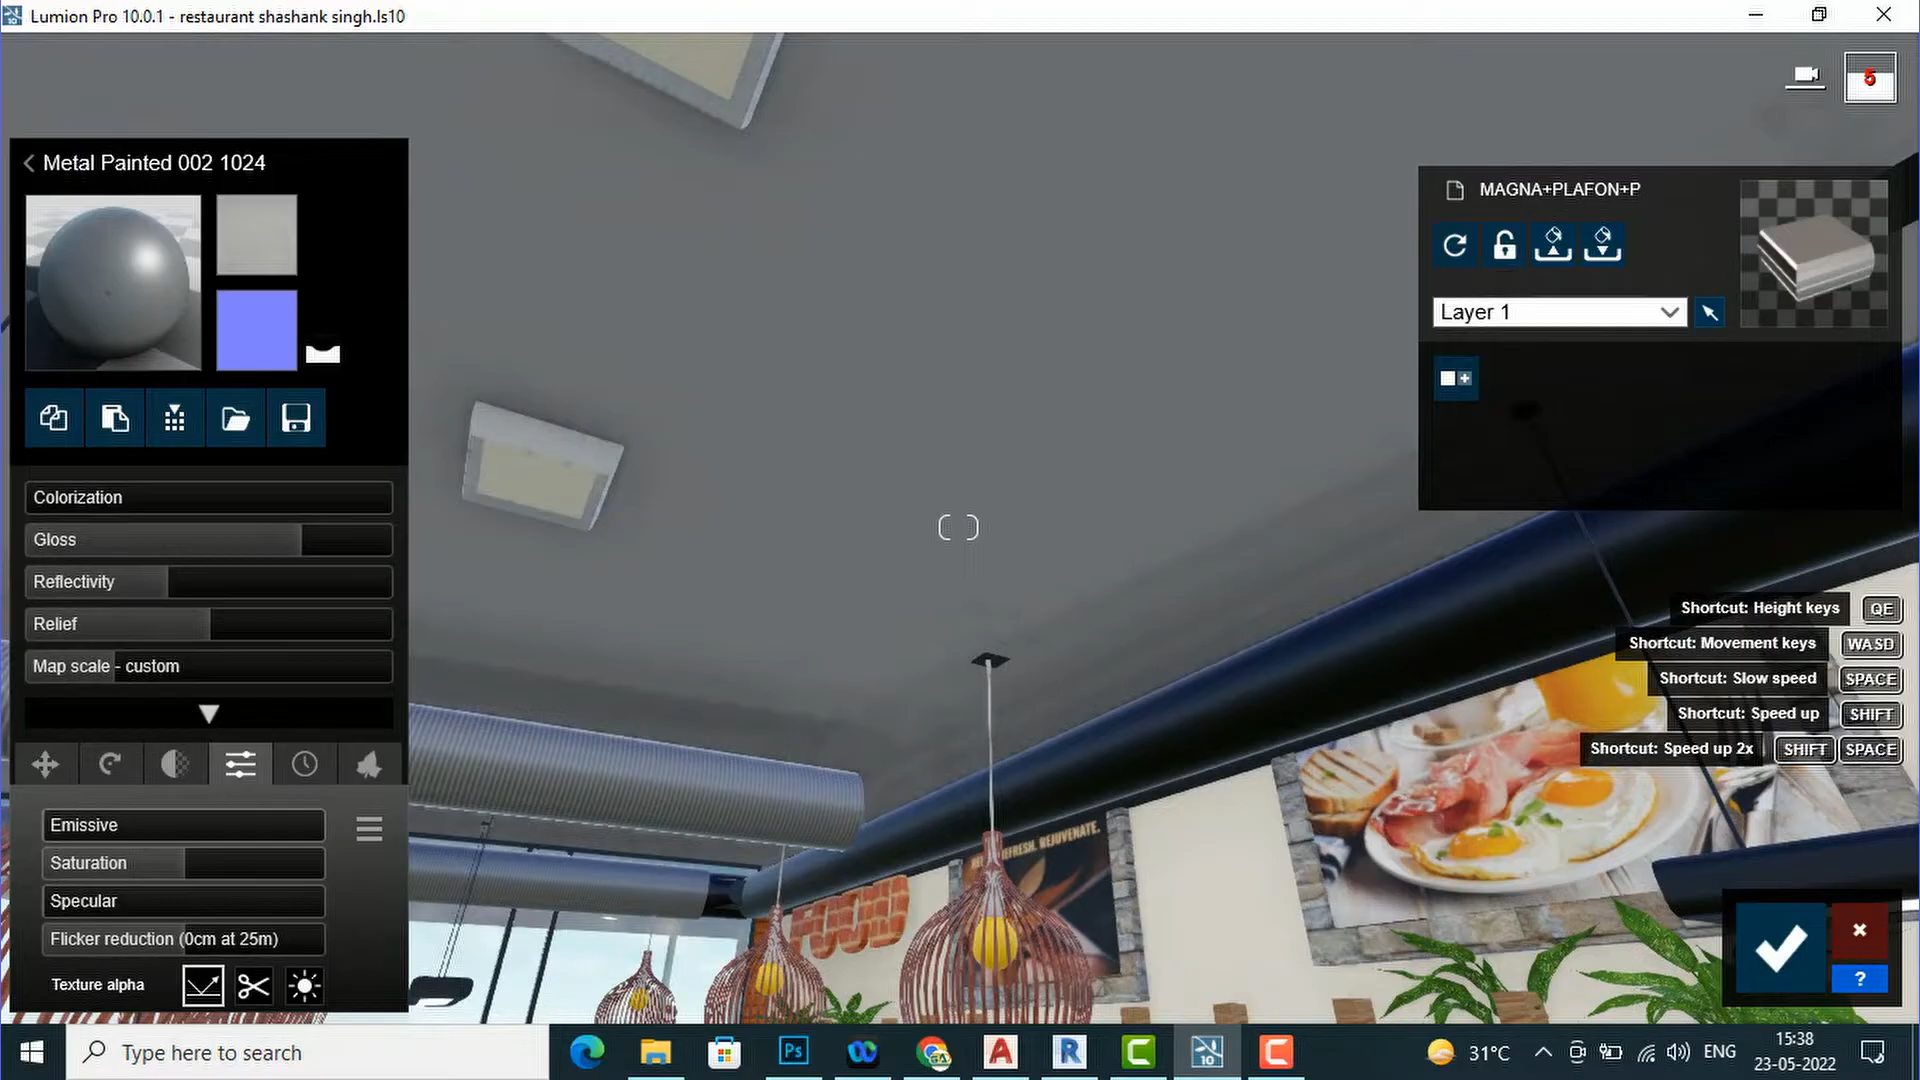 Lumion Pro 10.0.1 - restaurant shashank singh.ls10
5
Metal Painted 002 1024
MAGNA+PLAFON+P
Layer 1
Colorization
Gloss
Reflectivity
Relief
Map scale - custom
Shortcut: Height keys QE
Shortcut: Movement keys WASD
Shortcut: Slow speed SPACE
Shortcut: Speed up SHIFT
Shortcut: Speed up 2x SHIFT SPACE
Emissive
Saturation
Specular
Flicker reduction (0cm at 25m)
Texture alpha
REFRESH. REJUVENATE.
?
Type here to search
Ps
A
R
C
10
C
31°C
ENG
15:38
23-05-2022